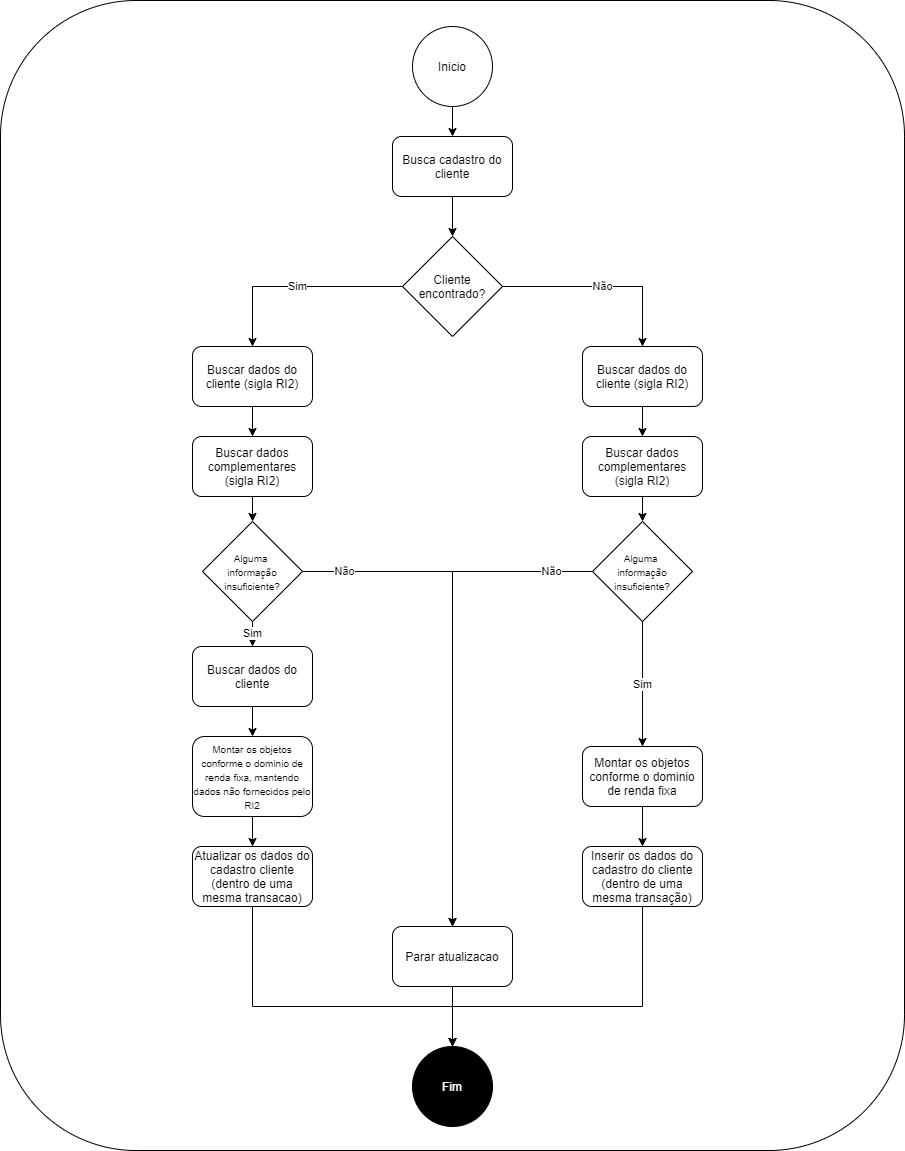 Inicio
Busca cadastro do
cliente
Cliente
encontrado?
Sim
Não
Buscar dados do
cliente (sigla RI2)
Buscar dados do
cliente (sigla RI2)
Buscar dados
complementares
(sigla RI2)
Buscar dados
complementares
(sigla RI2)
Alguma
informação
insuficiente?
Não
Não
Alguma
informação
insuficiente?
Sim
Buscar dados do
cliente
Sim
Montar os objetos
conforme o dominio de
renda fixa, mantendo
dados não fornecidos pelo
RI2
Montar os objetos
conforme o dominio
de renda fixa
Atualizar os dados do
cadastro cliente
(dentro de uma
mesma transacao)
Inserir os dados do
cadastro do cliente
(dentro de uma
mesma transação)
Parar atualizacao
Fim